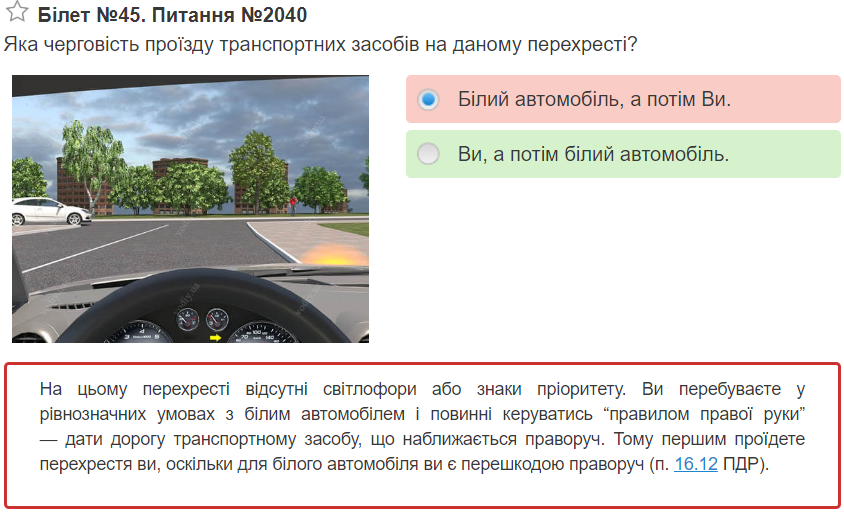 Білет №45. Питання №2040
Яка черговість проїзду транспортних засобів на даному перехресті?
Білий автомобіль, а потім Ви.
Ви, а потім білий автомобіль.
На цьому перехресті відсутні світлофори або знаки пріоритету. Ви перебуваєте у
рівнозначних умовах з білим автомобілем і повинні керуватись “правилом правої руки”
— дати дорогу транспортному засобу, що наближається праворуч. Тому першим проїдете
перехрестя ви, оскільки для білого автомобіля ви є перешкодою праворуч (п. 16.12 ПДР).